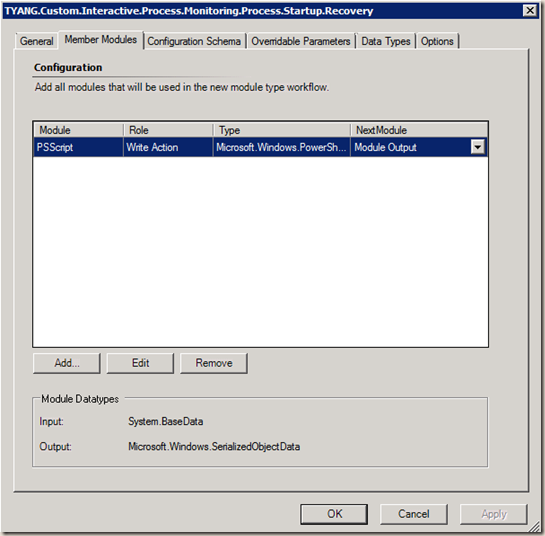 TYANG.Custom.Interactive.Process.Monitoring.Process.Startup.Recovery
General Member Modules Configuration Schema Overridable Parameters Data Types Options
Configuration
Add all modules that will be used in the new module type workflow.
Module Role Type NextModule
PSScript Write Action Microsoft.Windows.PowerSh... Module Output
Add... Edit Remove
Module Datatypes
Input: System.BaseData
Output: Microsoft.Windows.SerializedObjectData
OK Cancel Apply